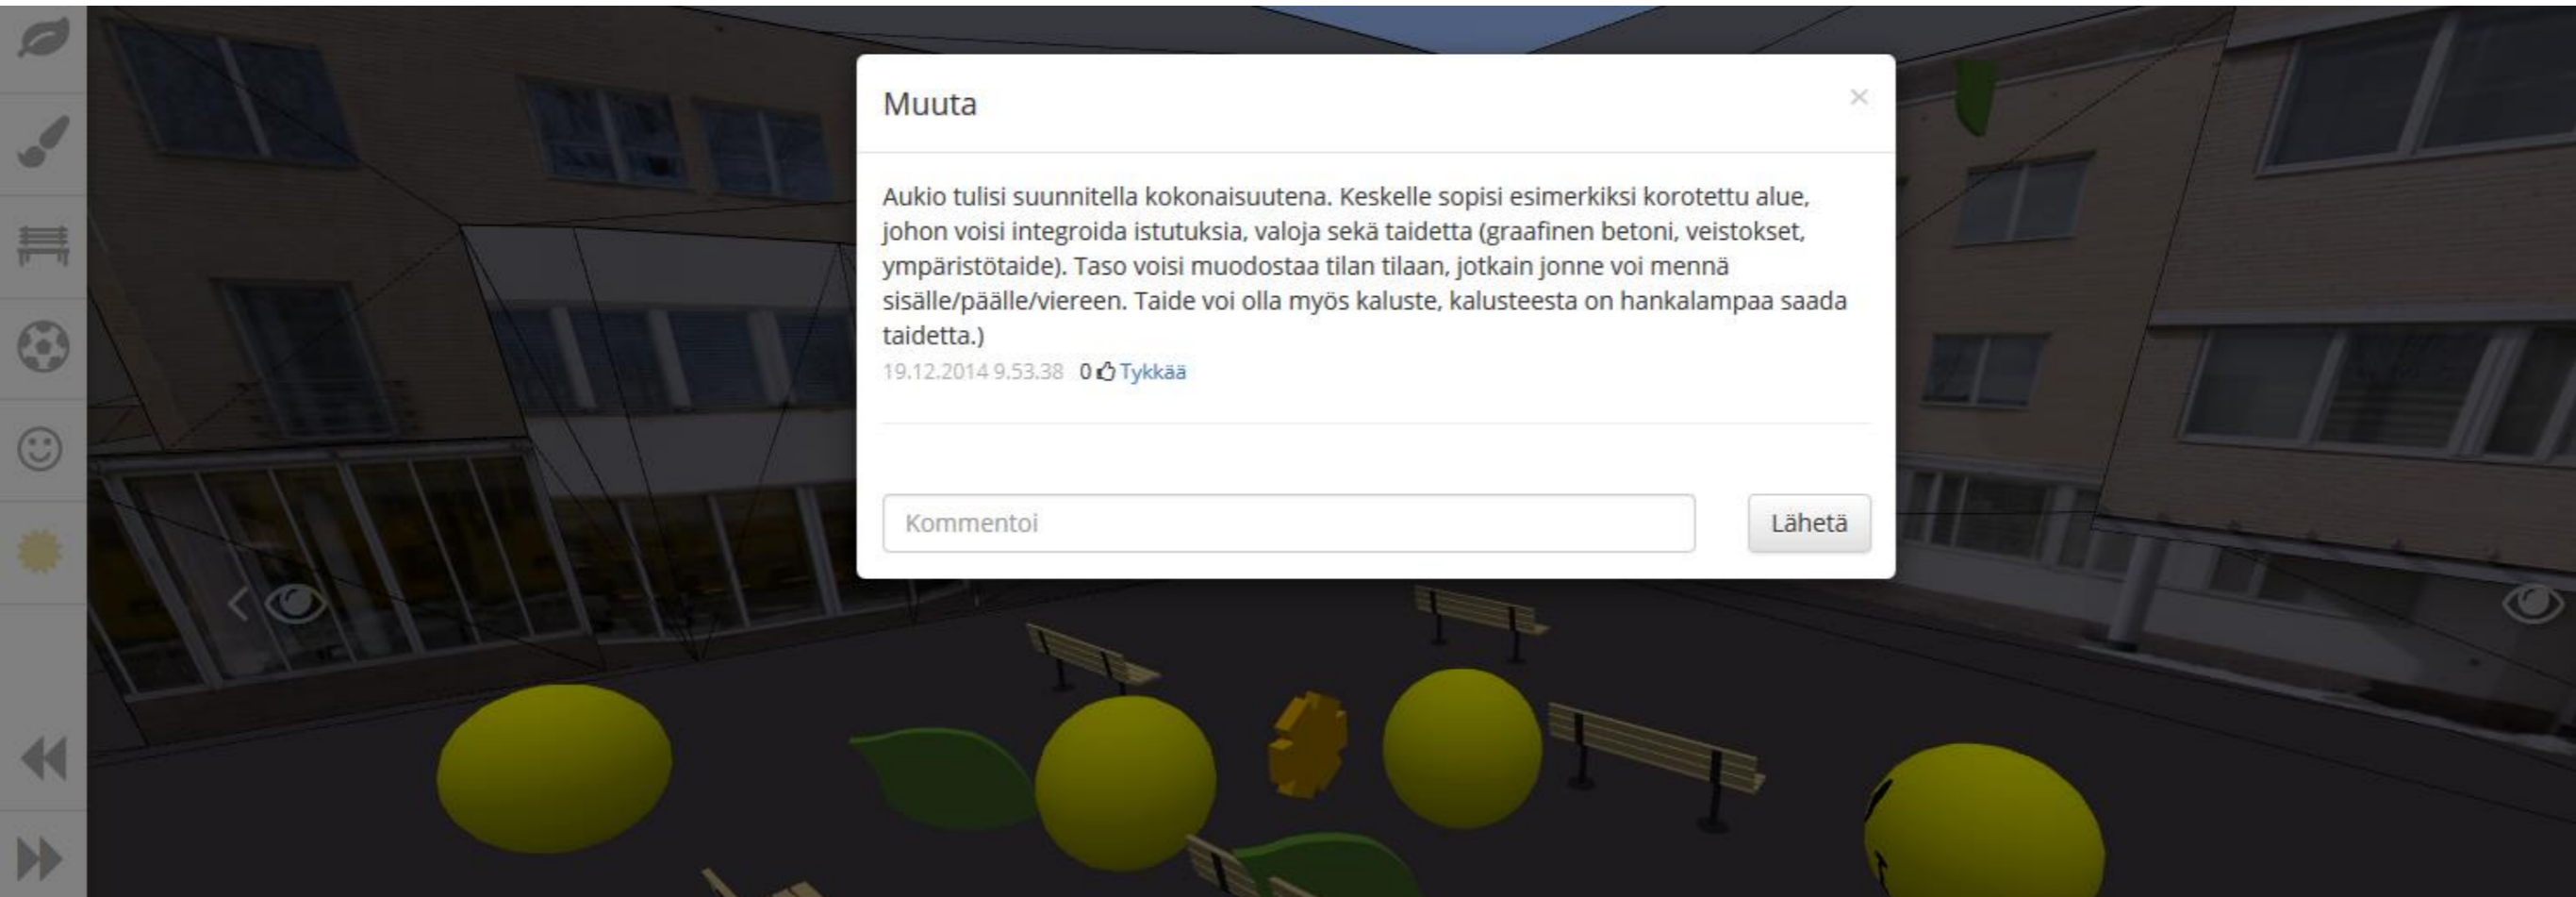 Muuta
×
Aukio tulisi suunnitella kokonaisuutena. Keskelle sopisi esimerkiksi korotettu alue,
johon voisi integroida istutuksia, valoja sekä taidetta (graafinen betoni, veistokset,
ympäristötaide). Taso voisi muodostaa tilan tilaan, jotkain jonne voi mennä
sisälle/päälle/viereen. Taide voi olla myös kaluste, kalusteesta on hankalampaa saada
taidetta.)
19.12.2014 9.53.38 0 Tykkää
Kommentoi
Lähetä